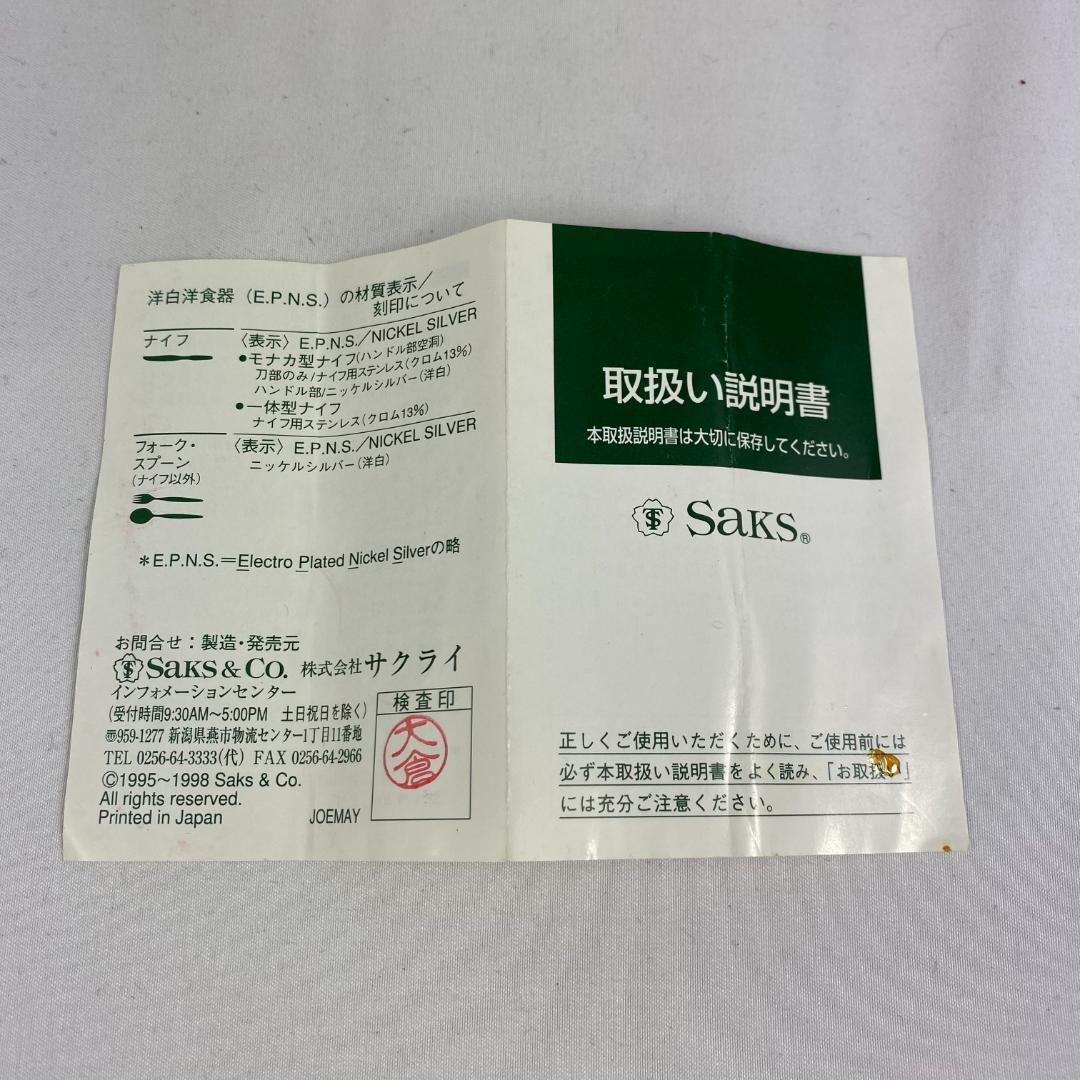 洋白洋食器（E.P.N.S.）の材質表示／
刻印について
ナイフ
〈表示〉E.P.N.S.／NICKEL SILVER
●モナカ型ナイフ(ハンドル部空洞)
刀部のみ/ナイフ用ステンレス(クロム13%)
ハンドル部/ニッケルシルバー(洋白)
●一体型ナイフ
ナイフ用ステンレス(クロム13%)
フォーク・
スプーン
(ナイフ以外)
〈表示〉E.P.N.S.／NICKEL SILVER
ニッケルシルバー(洋白)
＊E.P.N.S.＝Electro Plated Nickel Silverの略
お問合せ：製造・発売元
SAKS & CO. 株式会社サクライ
インフォメーションセンター
(受付時間9:30AM〜5:00PM 土日祝日を除く)
〠959-1277 新潟県燕市物流センター1丁目11番地
TEL 0256-64-3333(代) FAX 0256-64-2966
©1995〜1998 Saks & Co.
All rights reserved.
Printed in Japan
JOEMAY
検査印
大倉
取扱い説明書
本取扱説明書は大切に保存してください。
SAKS®
正しくご使用いただくために、ご使用前には
必ず本取扱い説明書をよく読み、「お取扱い」
には充分ご注意ください。